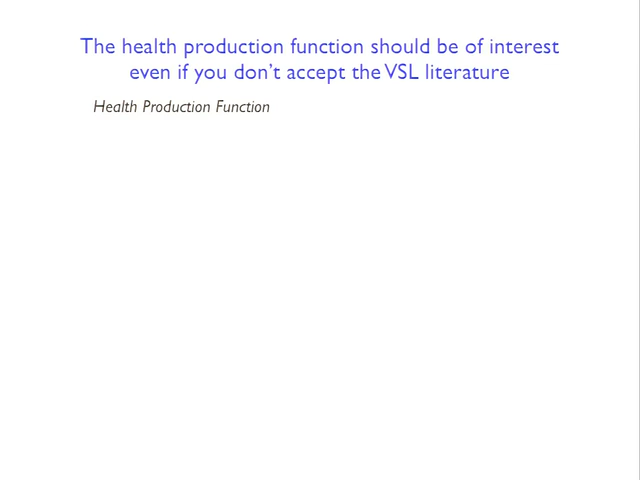 The health production function should be of interest
even if you don't accept the VSL literature
Health Production Function